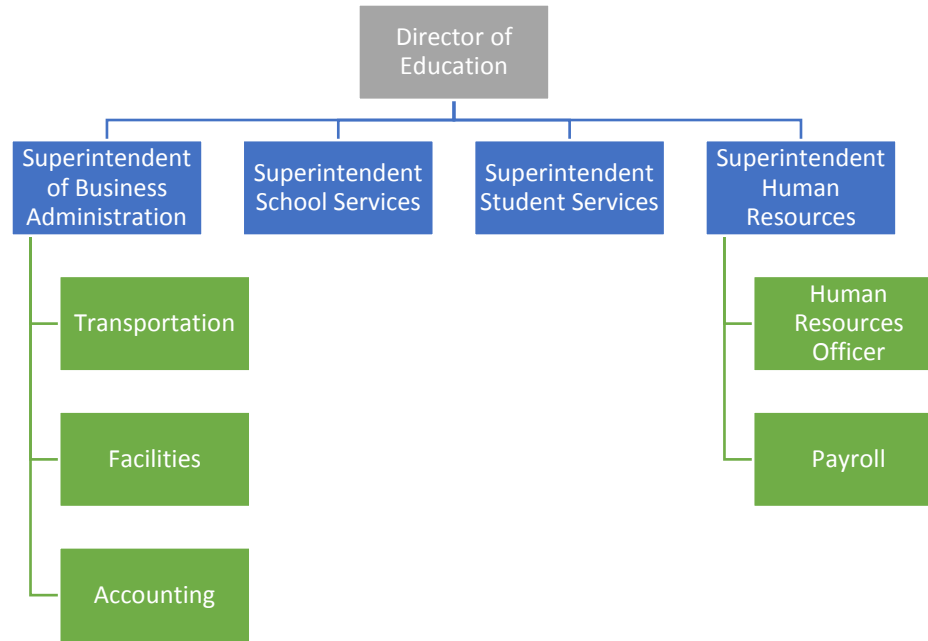 Director of
Education
Superintendent
of Business
Administration
Superintendent
School Services
Superintendent
Student Services
Superintendent
Human
Resources
Transportation
Facilities
Accounting
Human
Resources
Officer
Payroll